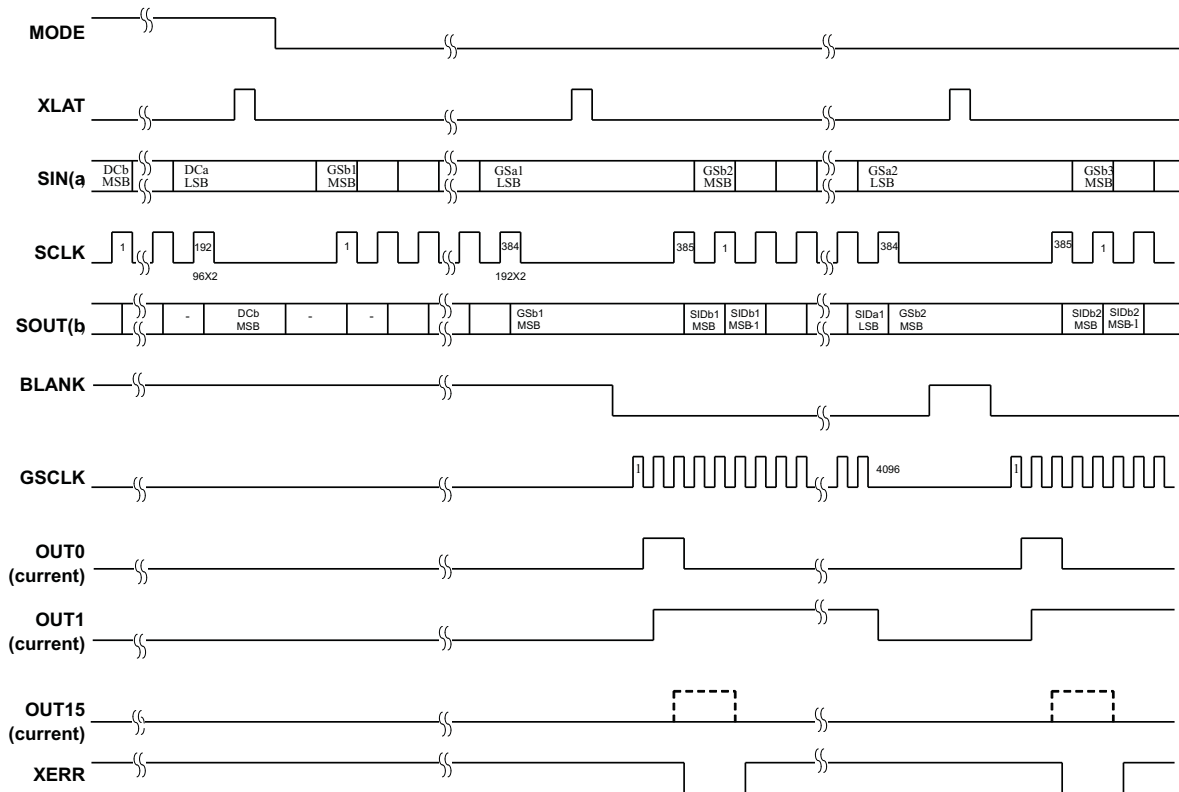 MODE
XLAT
SIN(a)
DCb
MSB
DCa
LSB
GSb1
MSB
GSa1
LSB
GSb2
MSB
GSa2
LSB
GSb3
MSB
SCLK
1
192
1
384
385
1
384
385
1
96X2
192X2
SOUT(b)
-
DCb
MSB
-
-
GSb1
MSB
SIDb1
MSB
SIDb1
MSB-1
SIDa1
LSB
GSb2
MSB
SIDb2
MSB
SIDb2
MSB-1
BLANK
GSCLK
1
4096
1
OUT0
(current)
OUT1
(current)
OUT15
(current)
XERR